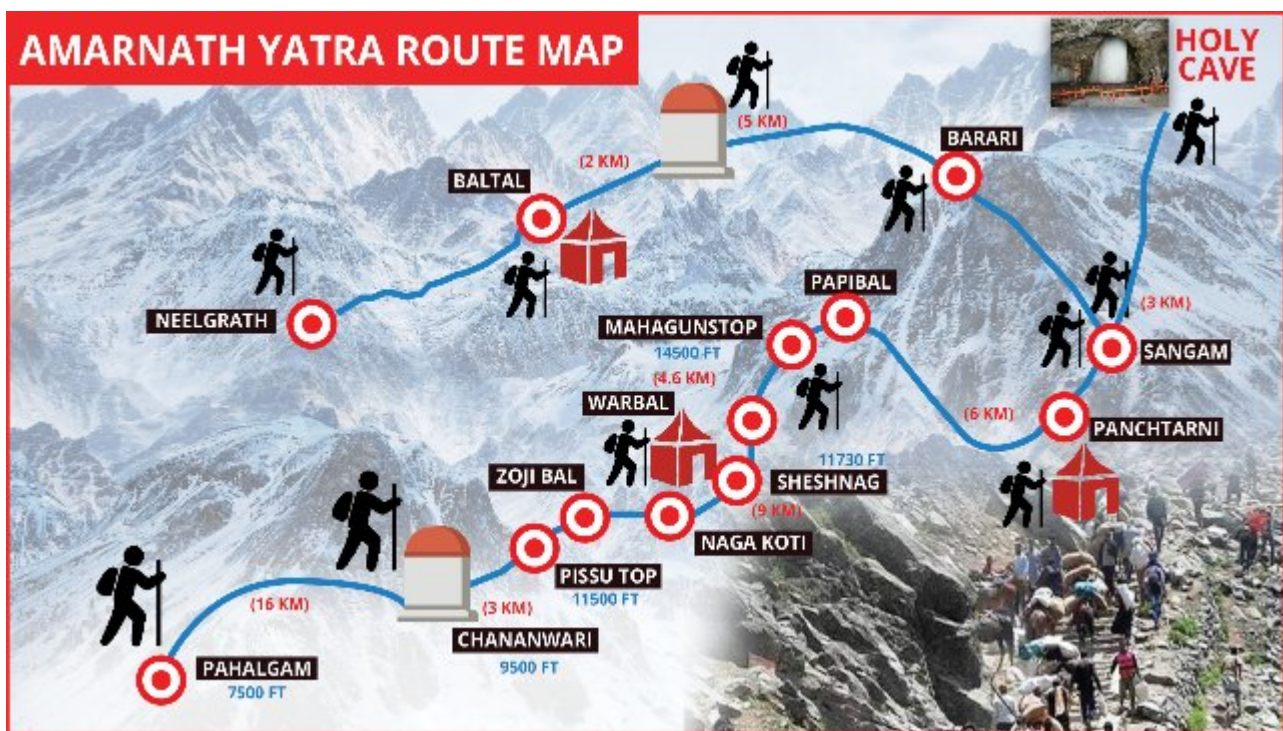 AMARNATH YATRA ROUTE MAP
HOLY
CAVE
(5 KM)
BARARI
(2 KM)
BALTAL
PAPIBAL
NEELGRATH
MAHAGUNSTOP
14500 FT
(3 KM)
SANGAM
(4.6 KM)
WARBAL
(6 KM)
PANCHTARNI
11730 FT
ZOJI BAL
SHESHNAG
(9 KM)
NAGA KOTI
PISSU TOP
11500 FT
(16 KM)
(3 KM)
CHANANWARI
9500 FT
PAHALGAM
7500 FT